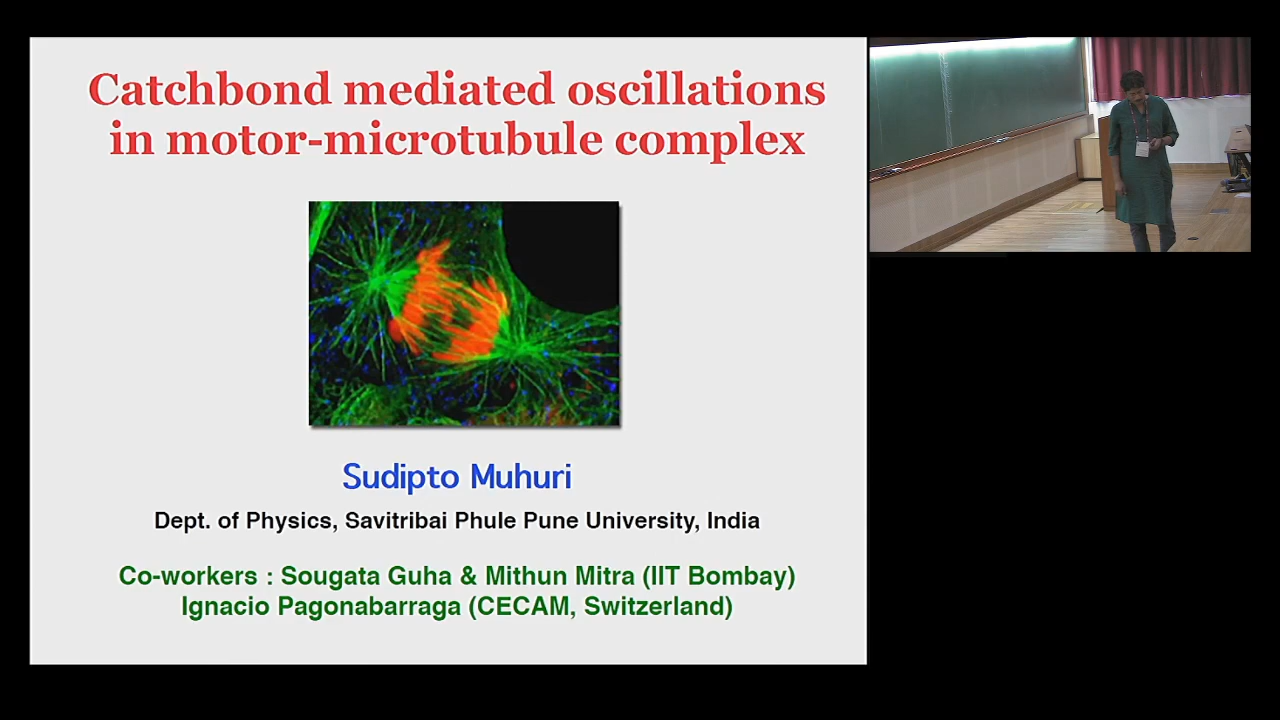 Catchbond mediated oscillations
in motor-microtubule complex
Sudipto Muhuri
Dept. of Physics, Savitribai Phule Pune University, India
Co-workers : Sougata Guha & Mithun Mitra (IIT Bombay)
Ignacio Pagonabarraga (CECAM, Switzerland)